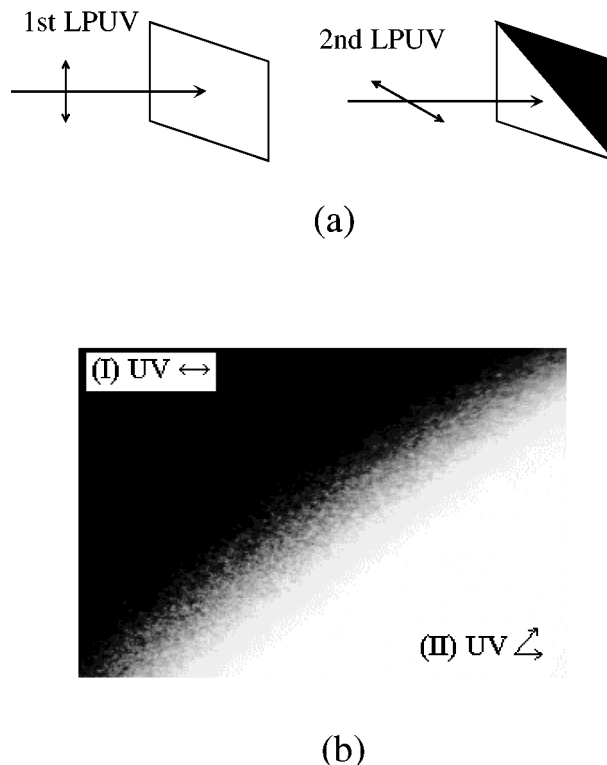 1st LPUV
2nd LPUV
(a)
(I) UV ↔
(II) UV
(b)